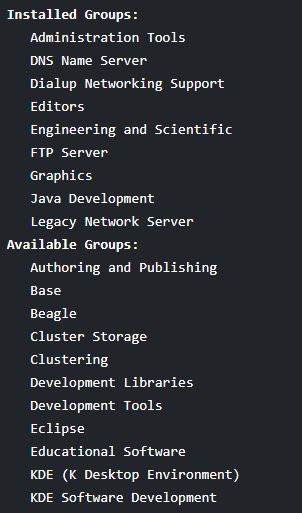 Installed Groups:
Administration Tools
DNS Name Server
Dialup Networking Support
Editors
Engineering and Scientific
FTP Server
Graphics
Java Development
Legacy Network Server
Available Groups:
Authoring and Publishing
Base
Beagle
Cluster Storage
Clustering
Development Libraries
Development Tools
Eclipse
Educational Software
KDE (K Desktop Environment)
KDE Software Development